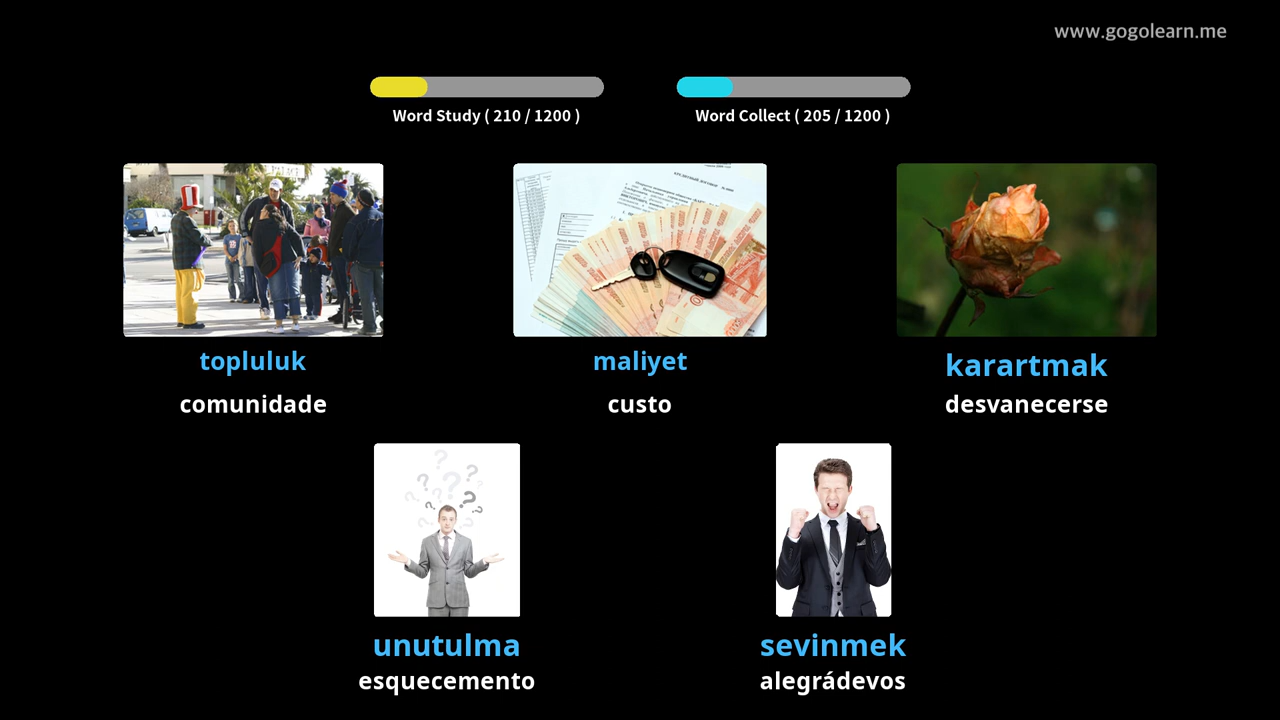 www.gogolearn.me
Word Study ( 210 / 1200 )
Word Collect ( 205 / 1200 )
topluluk
comunidade
maliyet
custo
karartmak
desvanecerse
unutulma
esquecemento
sevinmek
alegrádevos